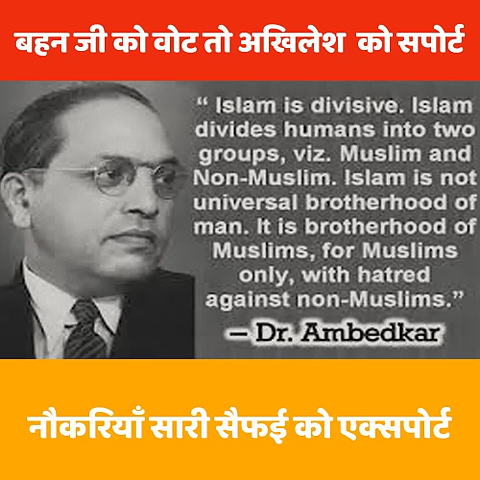 बहन जी को वोट तो अखिलेश को सपोर्ट
“ Islam is divisive. Islam
divides humans into two
groups, viz. Muslim and
Non-Muslim. Islam is not
universal brotherhood of
man. It is brotherhood of
Muslims, for Muslims
only, with hatred
against non-Muslims.”
– Dr. Ambedkar
नौकरियाँ सारी सैफई को एक्सपोर्ट